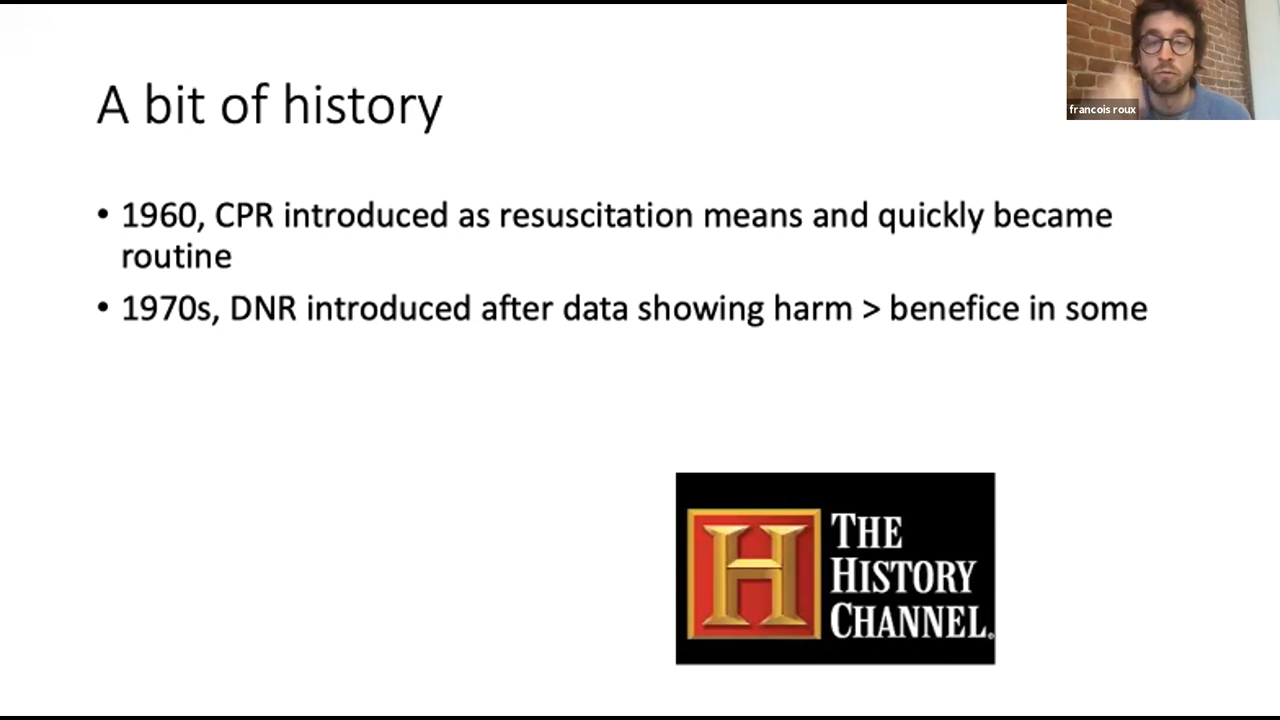 A bit of history
francois roux
• 1960, CPR introduced as resuscitation means and quickly became
routine
• 1970s, DNR introduced after data showing harm > benefice in some
H
THE
HISTORY
CHANNEL®